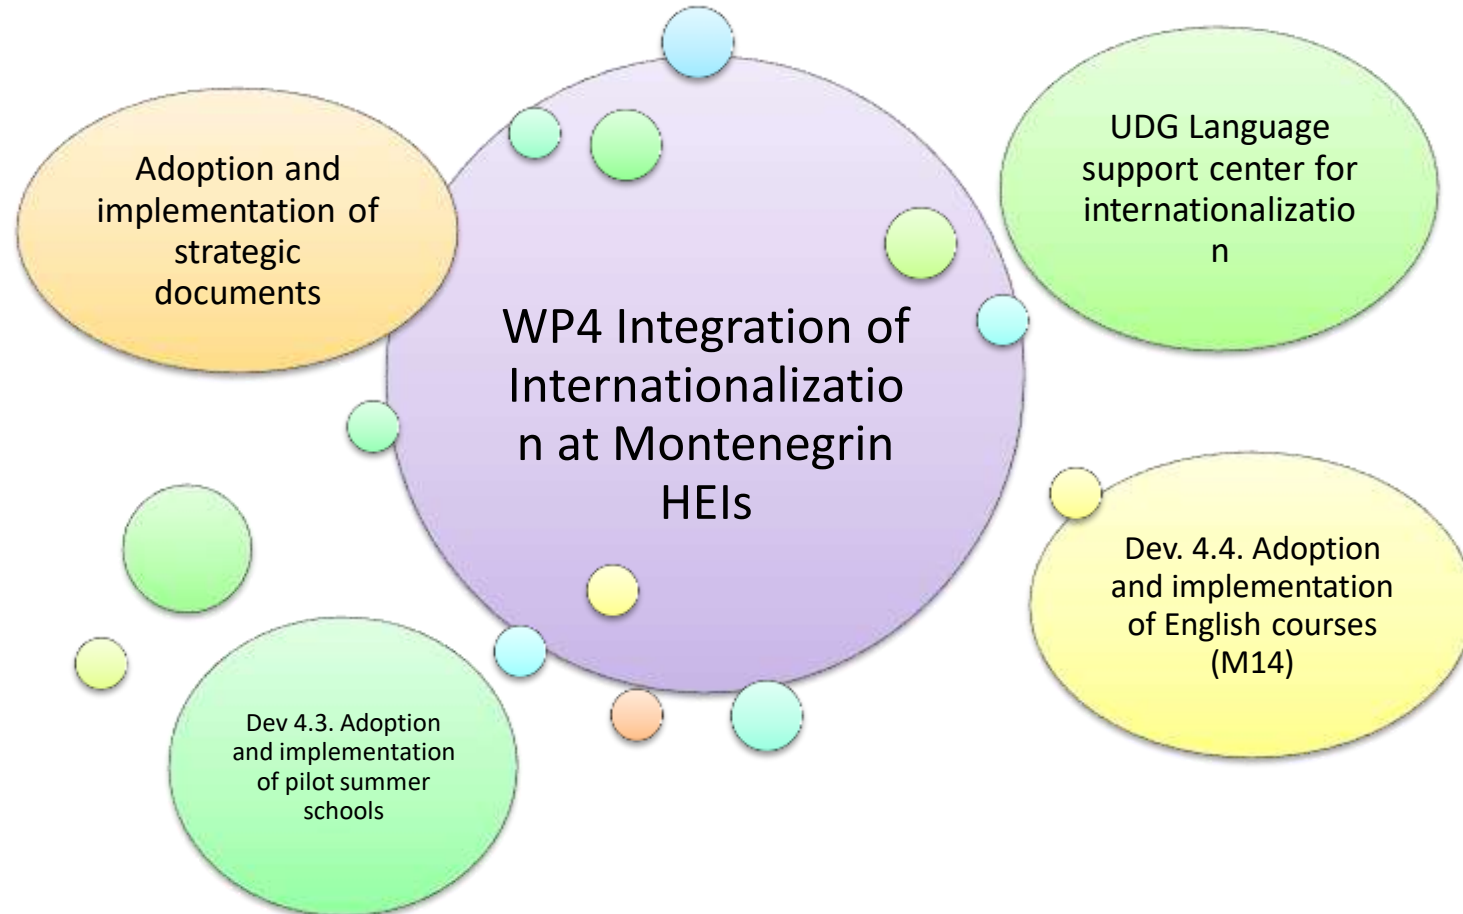 Adoption and
implementation of
strategic
documents
UDG Language
support center for
internationalizatio
n
WP4 Integration of
Internationalizatio
n at Montenegrin
HEIs
Dev. 4.4. Adoption
and implementation
of English courses
(M14)
Dev 4.3. Adoption
and implementation
of pilot summer
schools